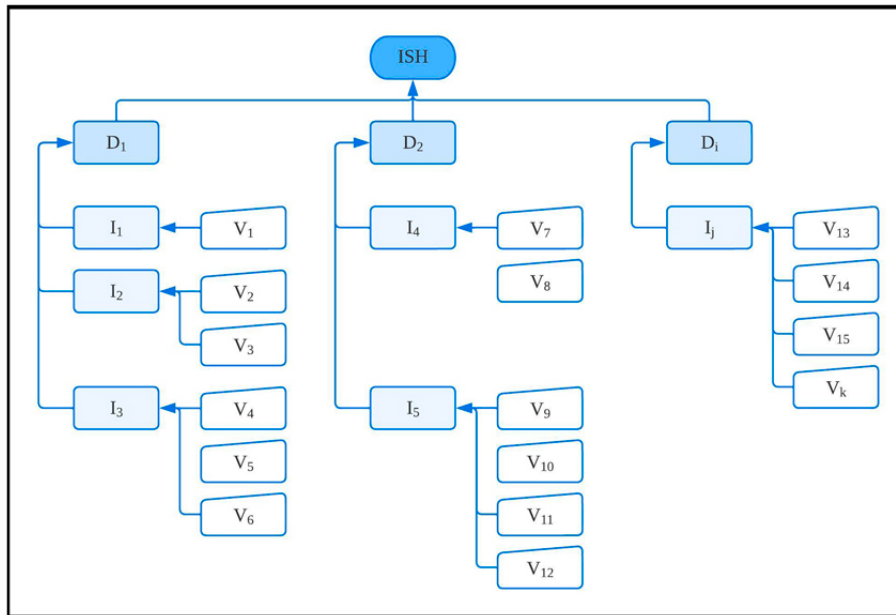 ISH
D₁
D₂
Dᵢ
I₁
V₁
I₄
V₇
Iⱼ
V₁₃
I₂
V₂
V₈
V₁₄
V₃
V₁₅
I₃
V₄
I₅
V₉
Vₖ
V₅
V₁₀
V₆
V₁₁
V₁₂